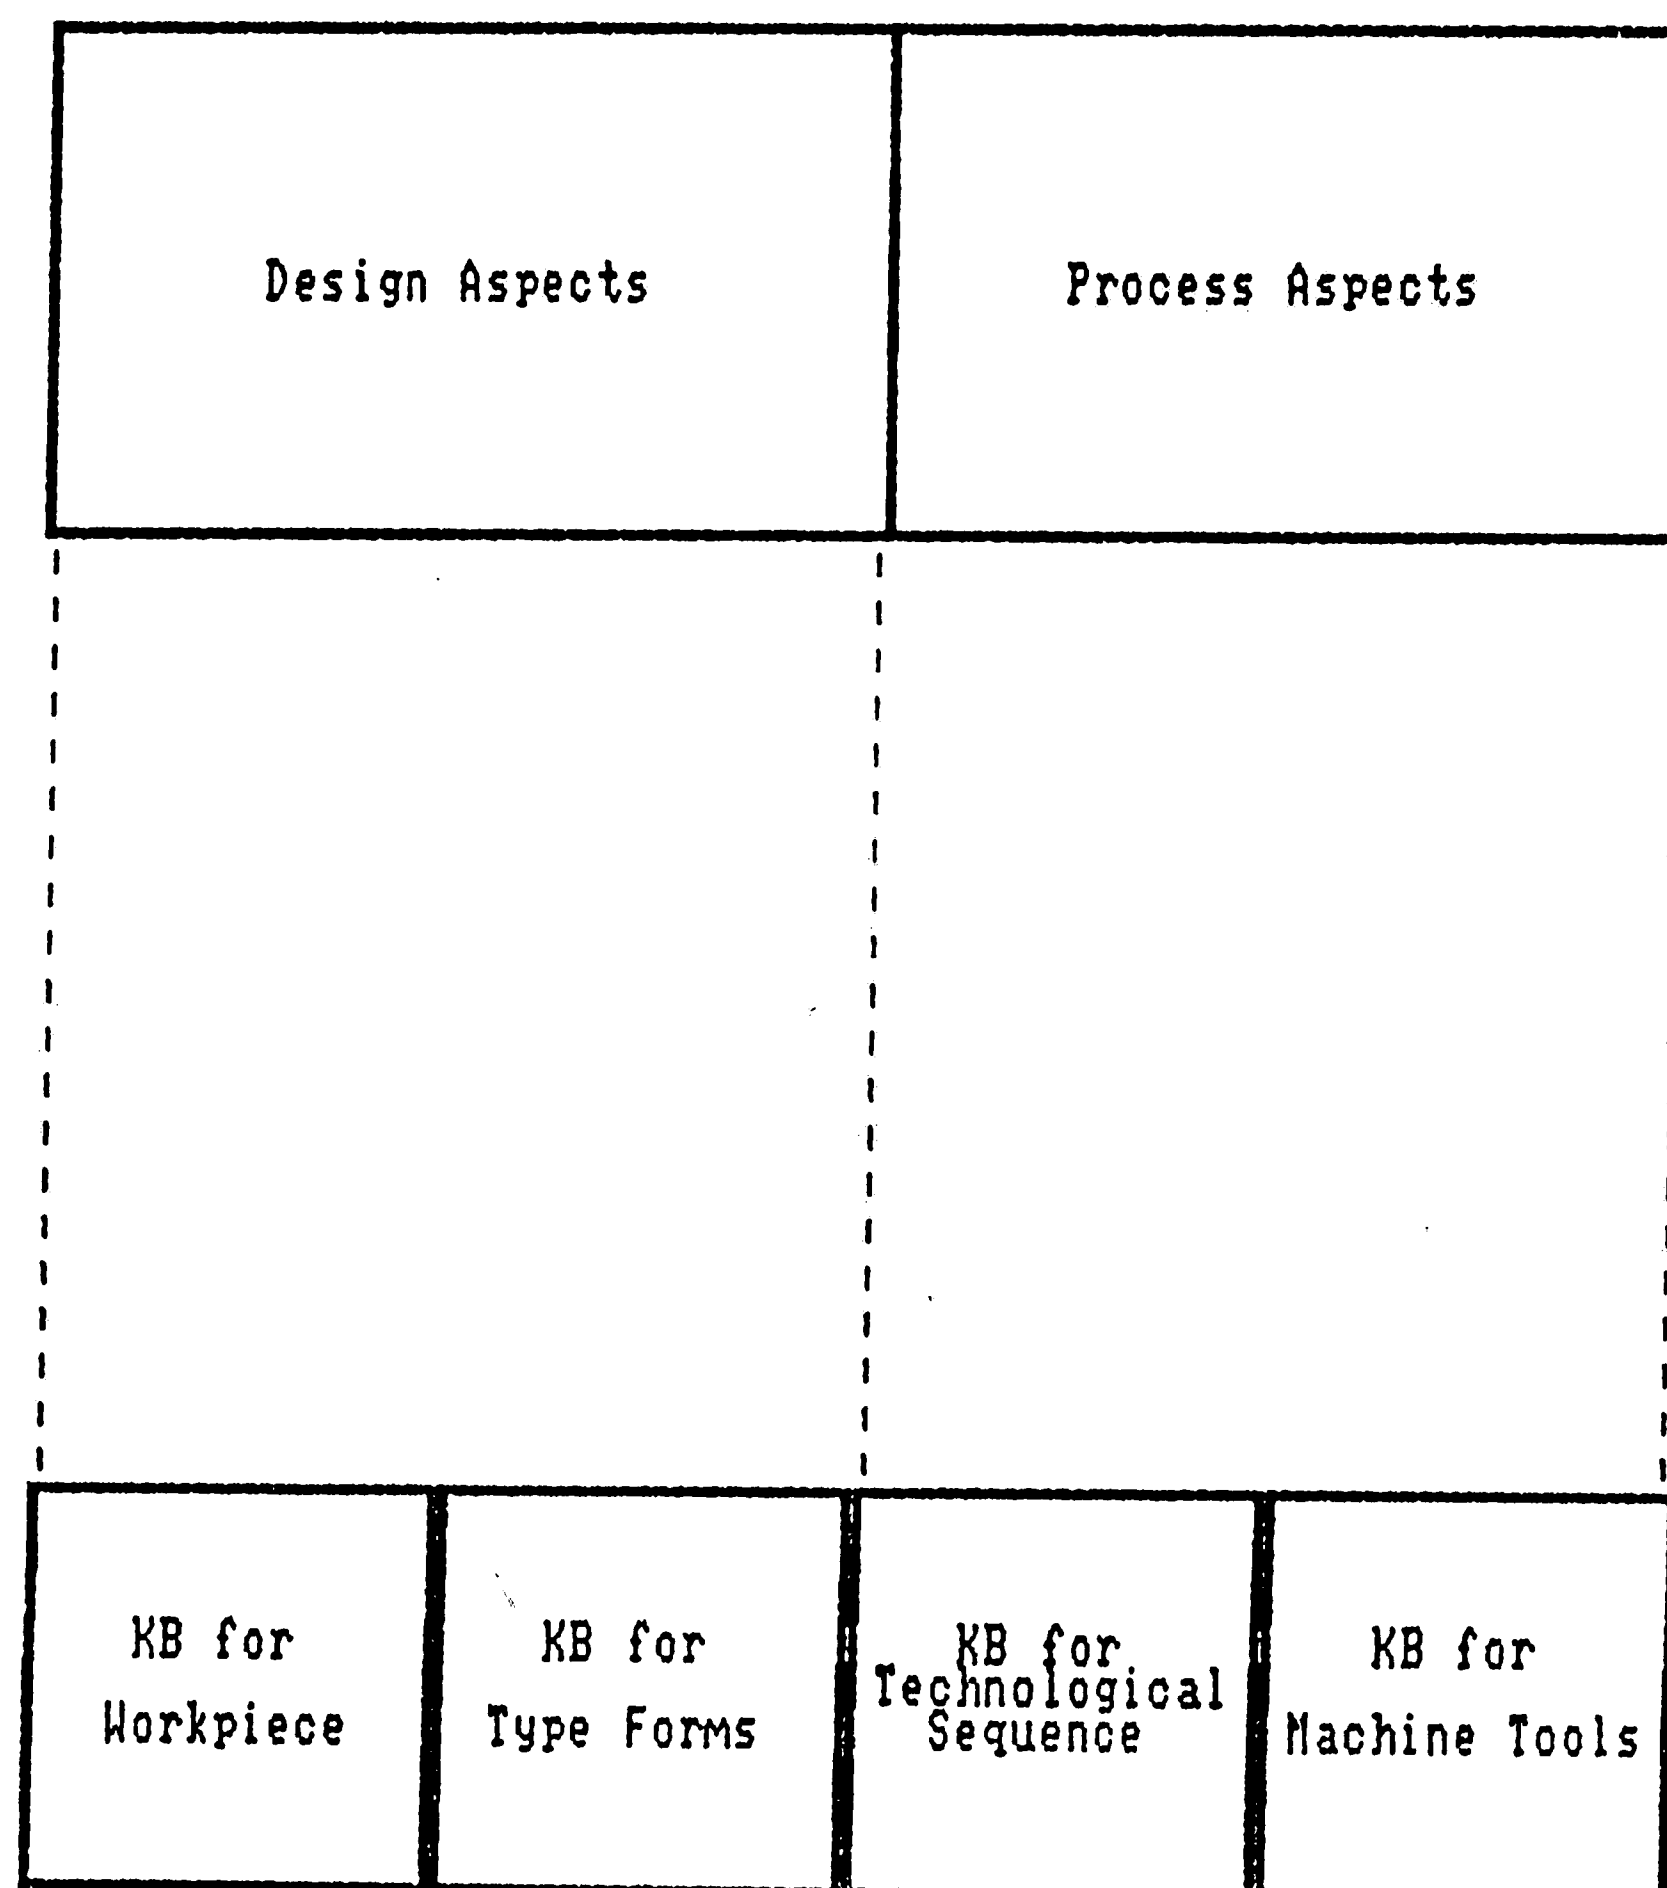 Design Aspects
Process Aspects
KB for
Workpiece
KB for
Type Forms
KB for
Technological
Sequence
KB for
Machine Tools